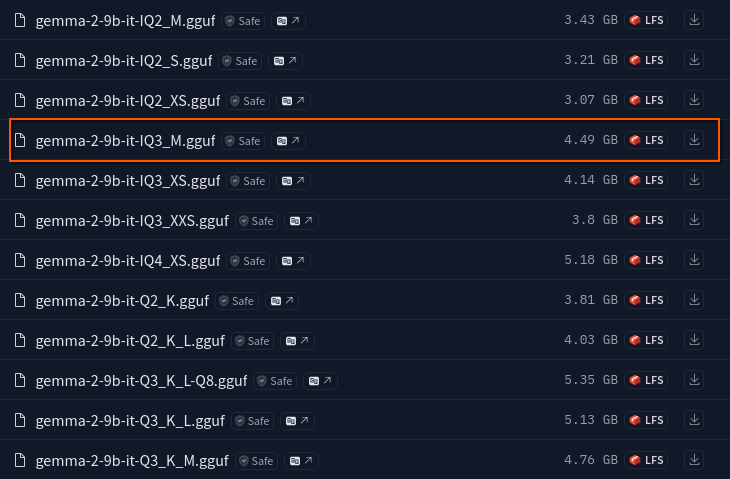 gemma-2-9b-it-IQ2_M.gguf Safe 3.43 GB LFS
gemma-2-9b-it-IQ2_S.gguf Safe 3.21 GB LFS
gemma-2-9b-it-IQ2_XS.gguf Safe 3.07 GB LFS
gemma-2-9b-it-IQ3_M.gguf Safe 4.49 GB LFS
gemma-2-9b-it-IQ3_XS.gguf Safe 4.14 GB LFS
gemma-2-9b-it-IQ3_XXS.gguf Safe 3.8 GB LFS
gemma-2-9b-it-IQ4_XS.gguf Safe 5.18 GB LFS
gemma-2-9b-it-Q2_K.gguf Safe 3.81 GB LFS
gemma-2-9b-it-Q2_K_L.gguf Safe 4.03 GB LFS
gemma-2-9b-it-Q3_K_L-Q8.gguf Safe 5.35 GB LFS
gemma-2-9b-it-Q3_K_L.gguf Safe 5.13 GB LFS
gemma-2-9b-it-Q3_K_M.gguf Safe 4.76 GB LFS